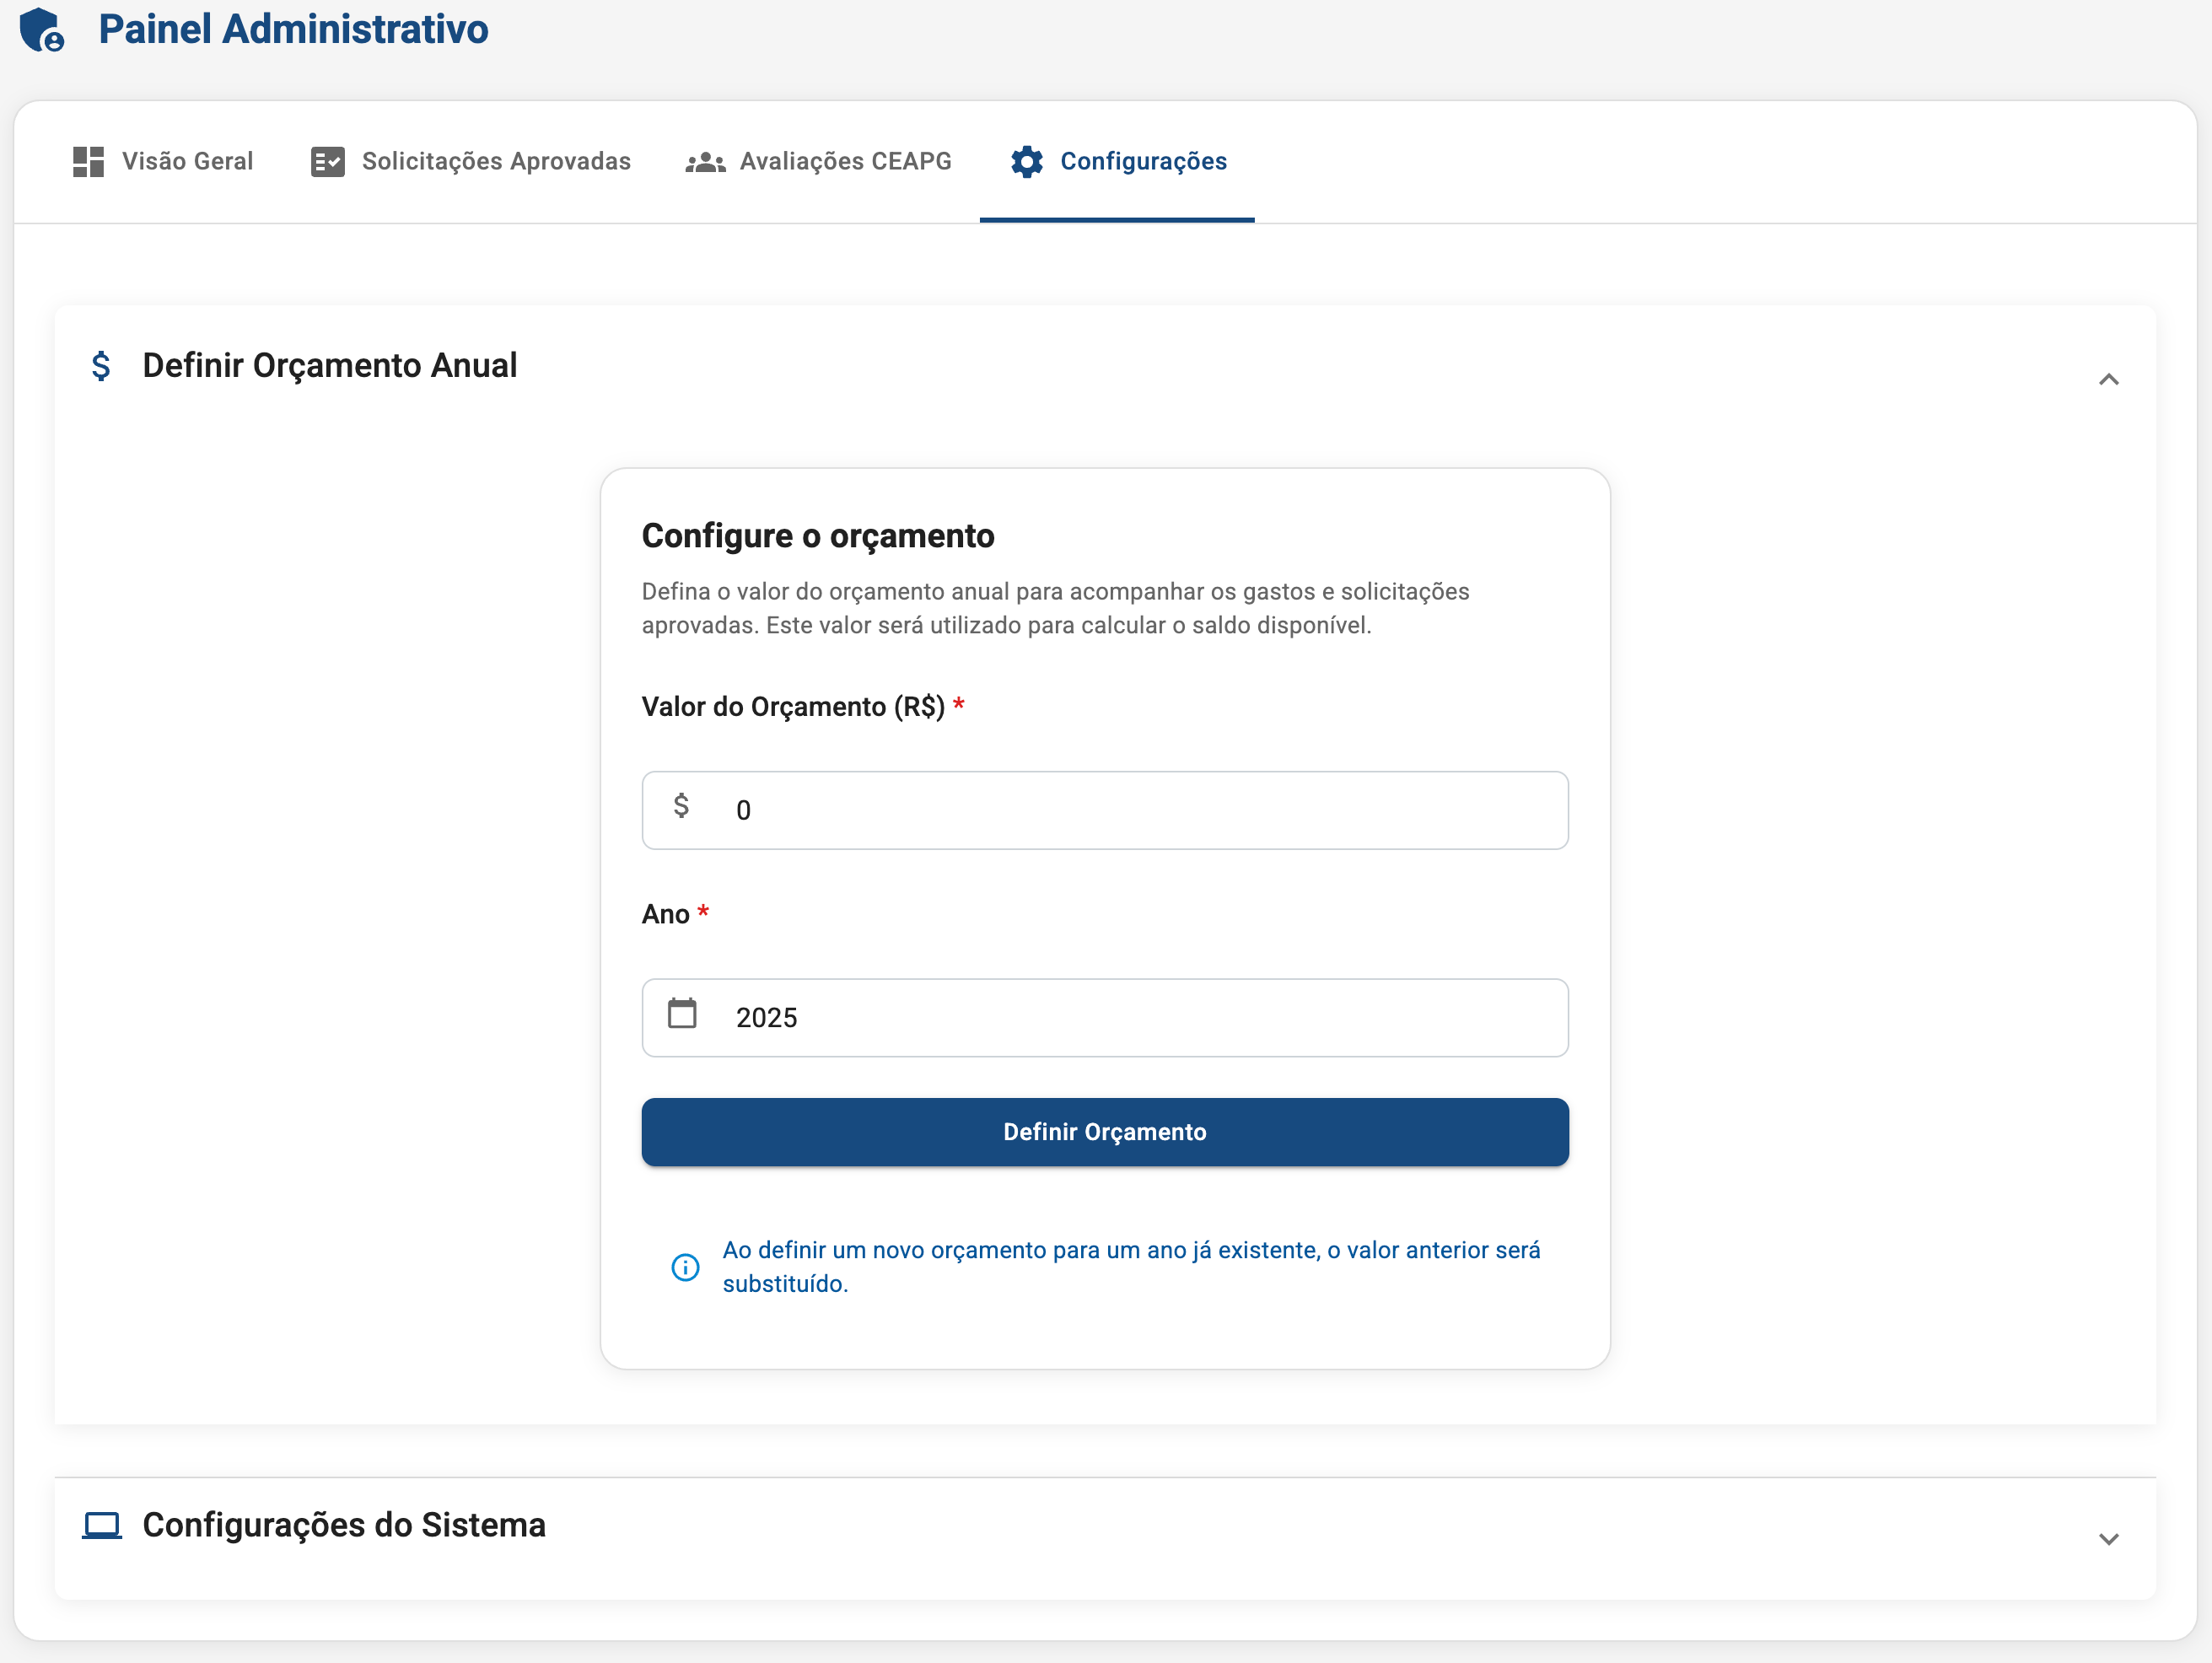 Painel Administrativo
Visão Geral
Solicitações Aprovadas
Avaliações CEAPG
Configurações
$ Definir Orçamento Anual
Configure o orçamento
Defina o valor do orçamento anual para acompanhar os gastos e solicitações
aprovadas. Este valor será utilizado para calcular o saldo disponível.
Valor do Orçamento (R$) *
$ 0
Ano *
2025
Definir Orçamento
Ao definir um novo orçamento para um ano já existente, o valor anterior será
substituído.
Configurações do Sistema